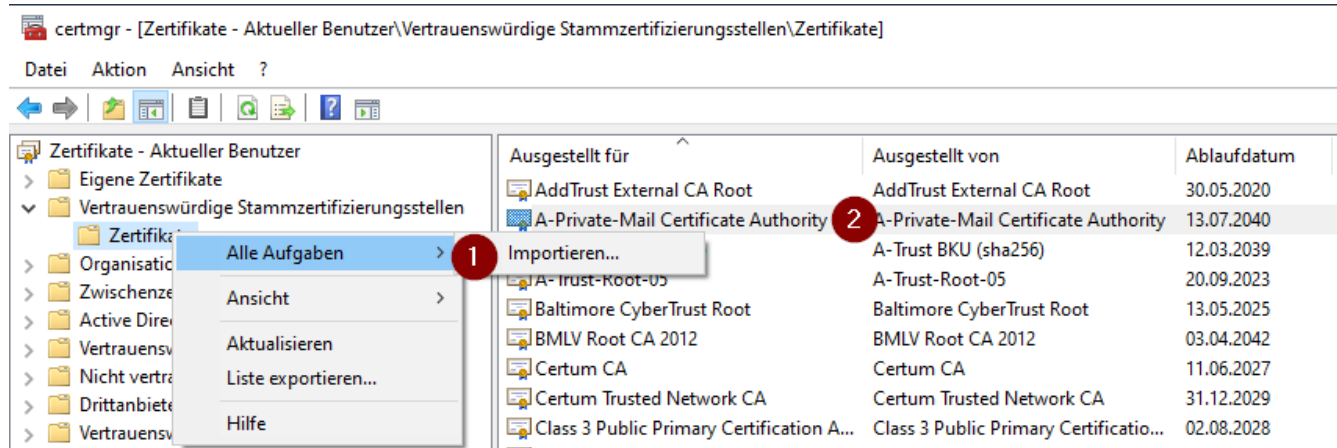 certmgr - [Zertifikate - Aktueller Benutzer\Vertrauenswürdige Stammzertifizierungsstellen\Zertifikate]
Datei Aktion Ansicht ?
Zertifikate - Aktueller Benutzer
Eigene Zertifikate
Vertrauenswürdige Stammzertifizierungsstellen
Zertifika
Organisatio
Zwischenze
Active Dire
Vertrauensw
Nicht vertra
Drittanbiete
Vertrauensw
Alle Aufgaben
Ansicht
Aktualisieren
Liste exportieren...
Hilfe
1
Importieren...
Ausgestellt für Ausgestellt von Ablaufdatum
AddTrust External CA Root AddTrust External CA Root 30.05.2020
A-Private-Mail Certificate Authority 2 A-Private-Mail Certificate Authority 13.07.2040
A-Trust BKU (sha256) 12.03.2039
A-Trust-Root-05 A-Trust-Root-05 20.09.2023
Baltimore CyberTrust Root Baltimore CyberTrust Root 13.05.2025
BMLV Root CA 2012 BMLV Root CA 2012 03.04.2042
Certum CA Certum CA 11.06.2027
Certum Trusted Network CA Certum Trusted Network CA 31.12.2029
Class 3 Public Primary Certification A... Class 3 Public Primary Certificatio... 02.08.2028